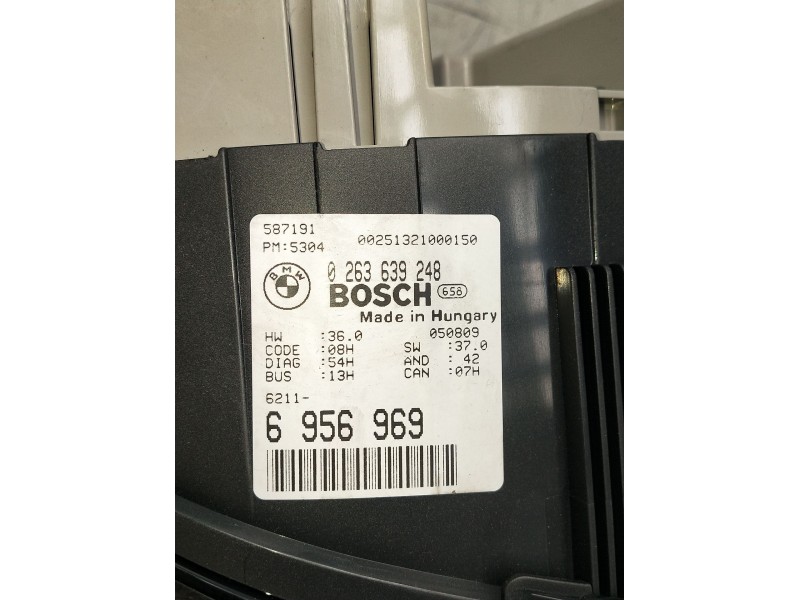 587191
PM:5304 00251321000150
BMW 0 263 639 248
BOSCH 658
Made in Hungary
HW :36.0 050809
CODE :08H SW :37.0
DIAG :54H AND : 42
BUS :13H CAN :07H
6211-
6 956 969